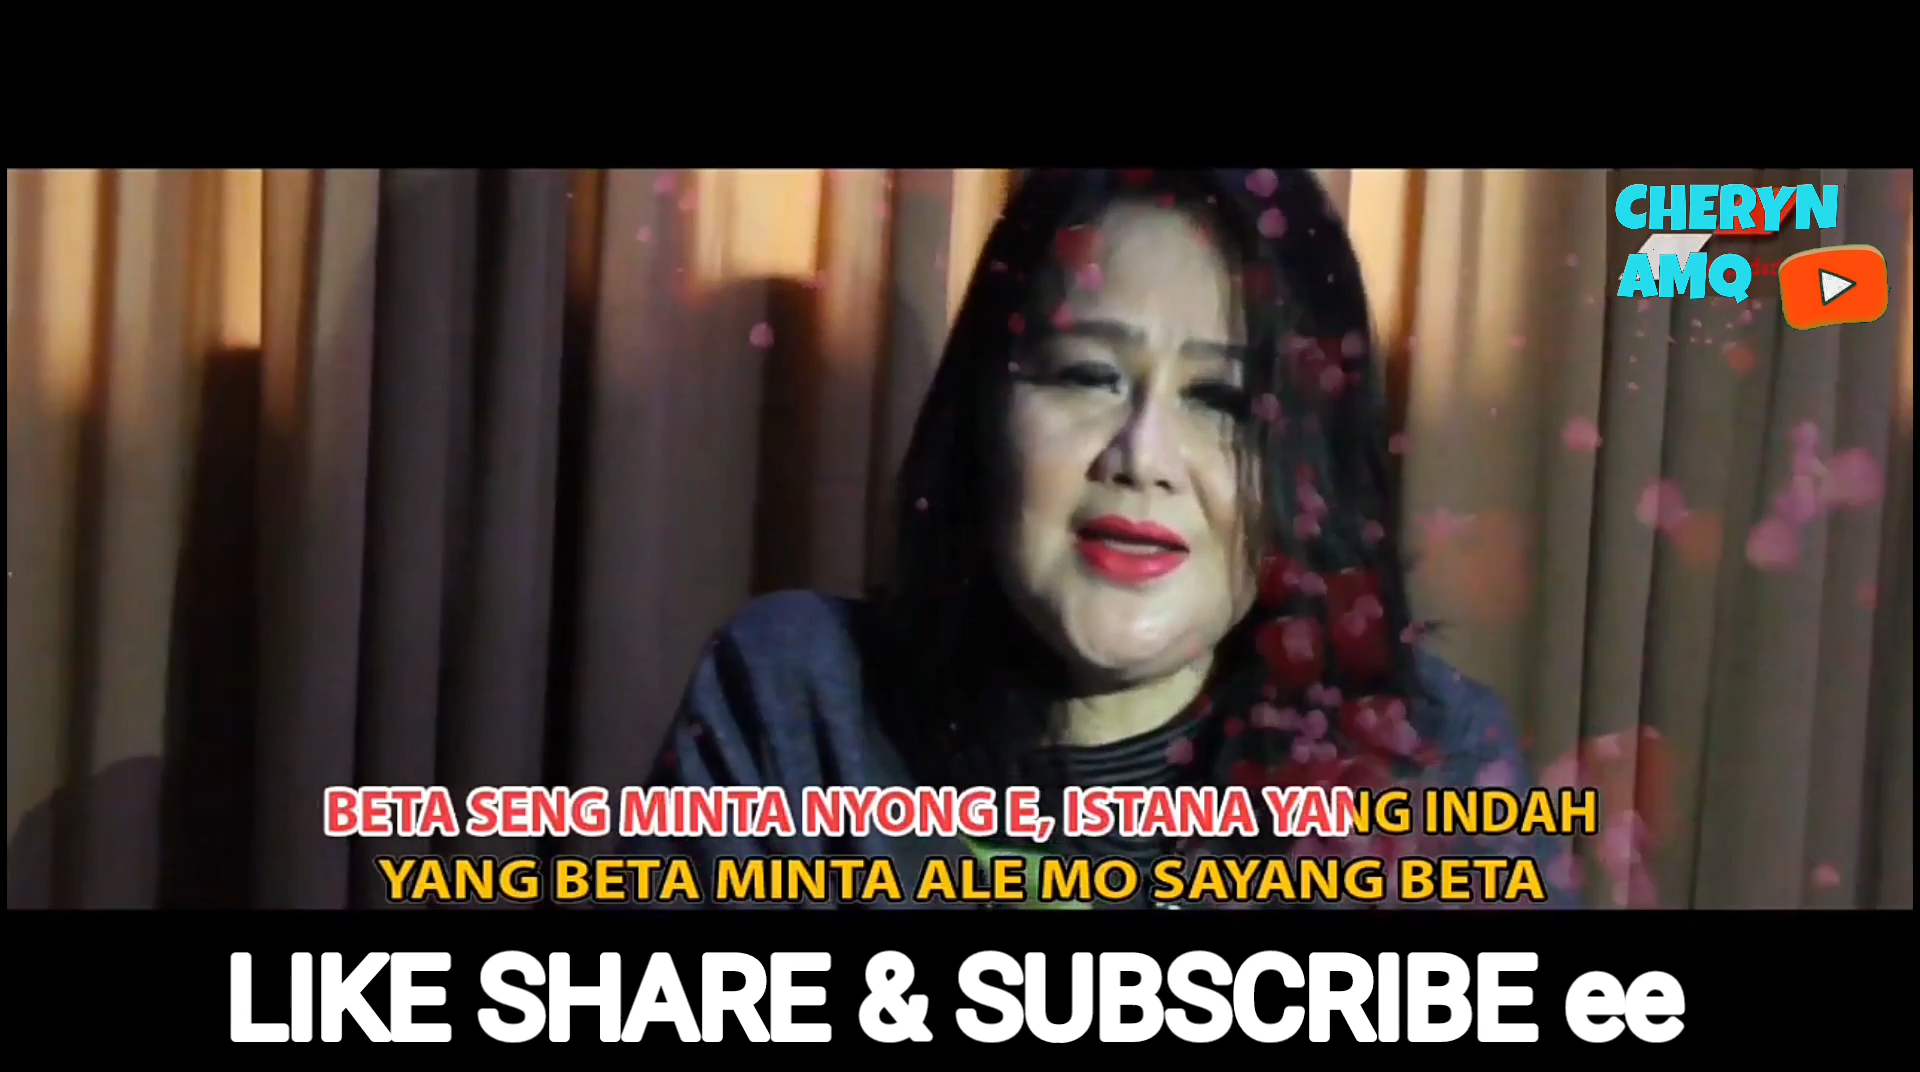 CHERYN
AMQ
BETA SENG MINTA NYONG E, ISTANA YANG INDAH
YANG BETA MINTA ALE MO SAYANG BETA
LIKE SHARE & SUBSCRIBE ee